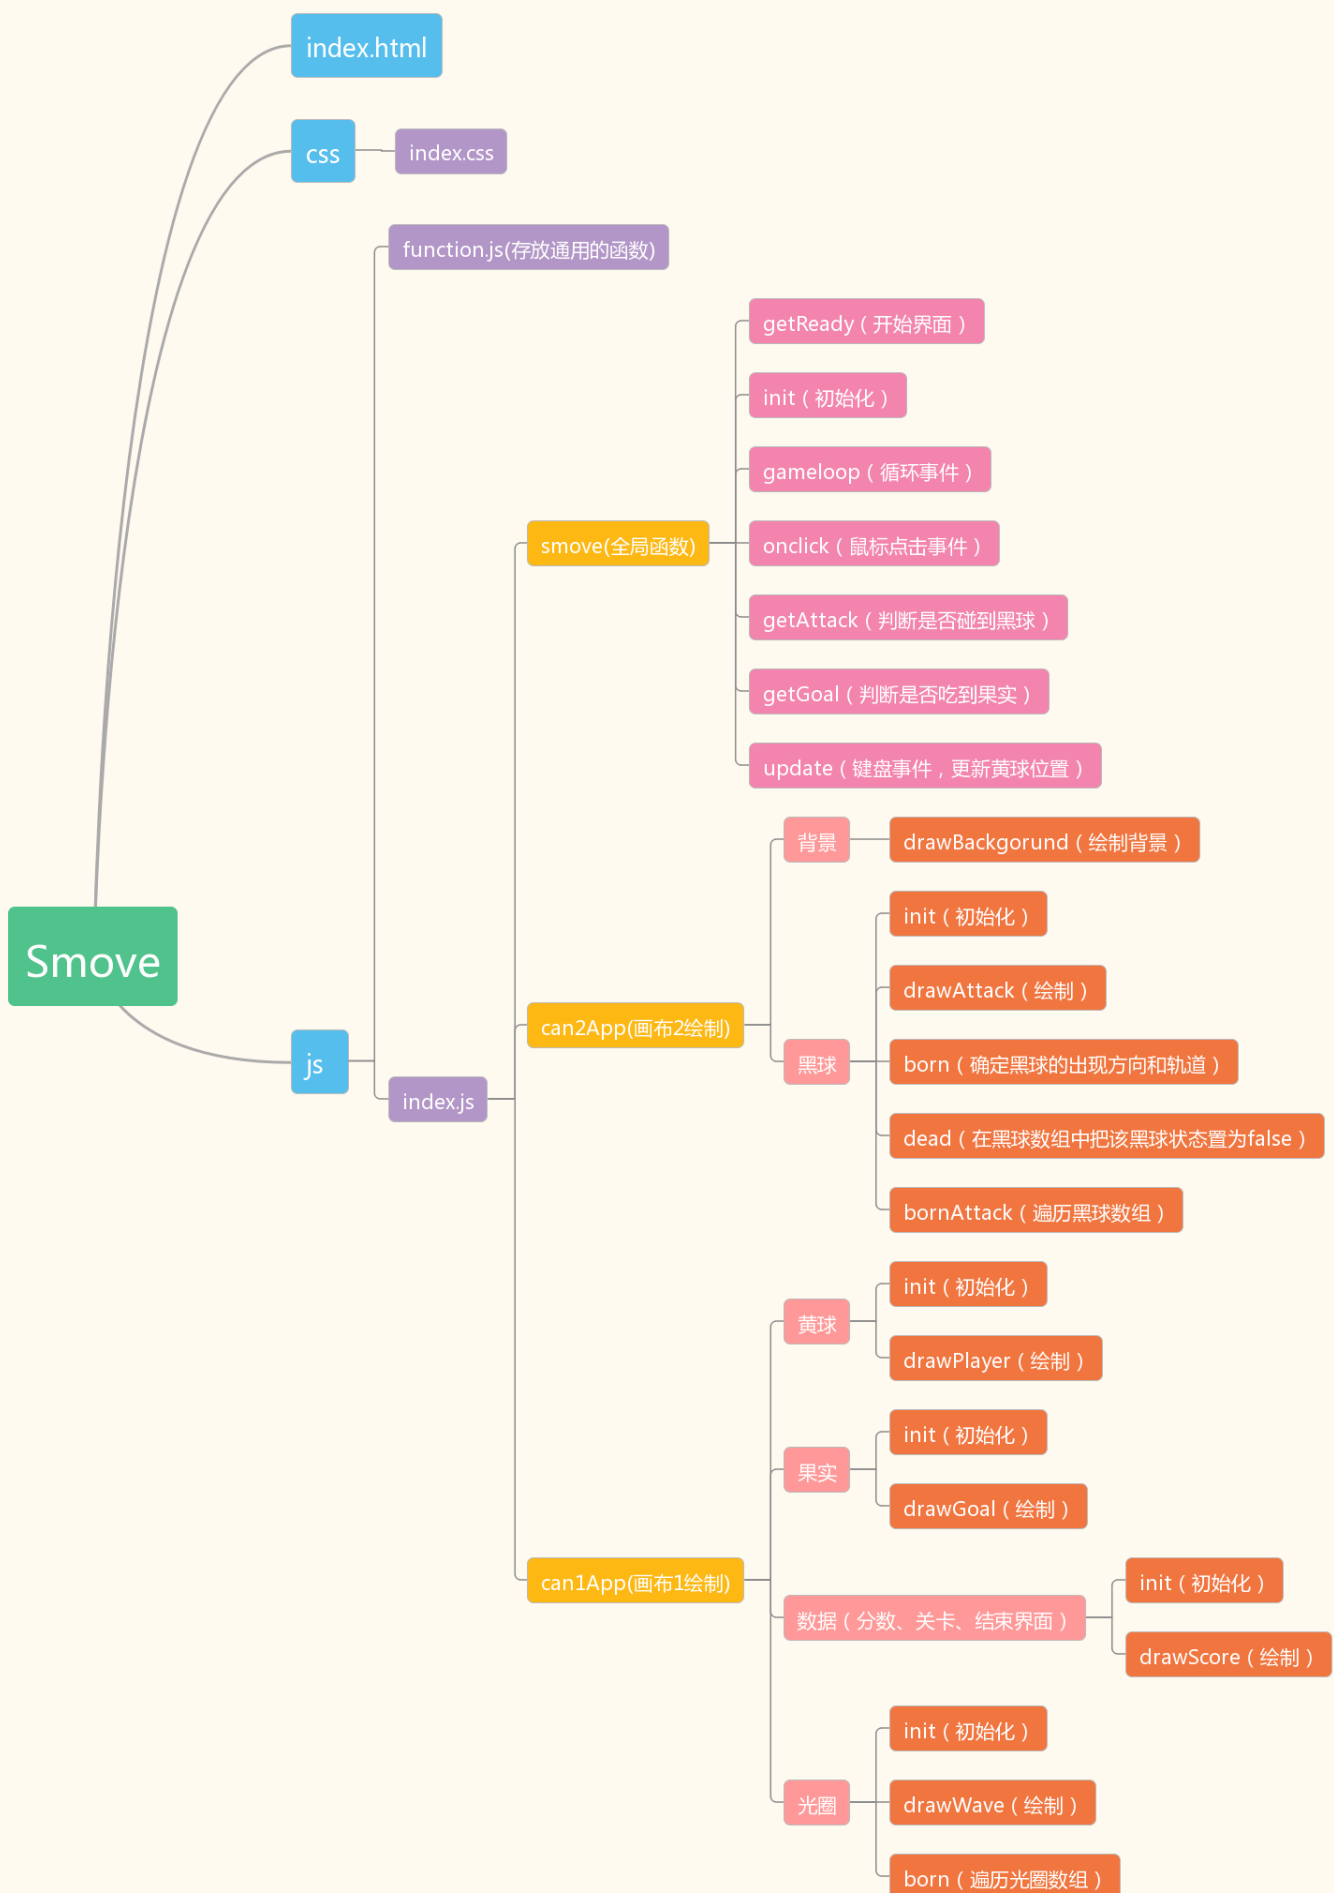 index.html
css
index.css
function.js(存放通用的函数)
getReady（开始界面）
init（初始化）
gameloop（循环事件）
smove(全局函数)
onclick（鼠标点击事件）
getAttack（判断是否碰到黑球）
getGoal（判断是否吃到果实）
update（键盘事件，更新黄球位置）
背景
drawBackgorund（绘制背景）
init（初始化）
Smove
drawAttack（绘制）
can2App(画布2绘制)
js
黑球
born（确定黑球的出现方向和轨道）
index.js
dead（在黑球数组中把该黑球状态置为false）
bornAttack（遍历黑球数组）
init（初始化）
黄球
drawPlayer（绘制）
init（初始化）
果实
drawGoal（绘制）
can1App(画布1绘制)
init（初始化）
数据（分数、关卡、结束界面）
drawScore（绘制）
init（初始化）
光圈
drawWave（绘制）
born（遍历光圈数组）